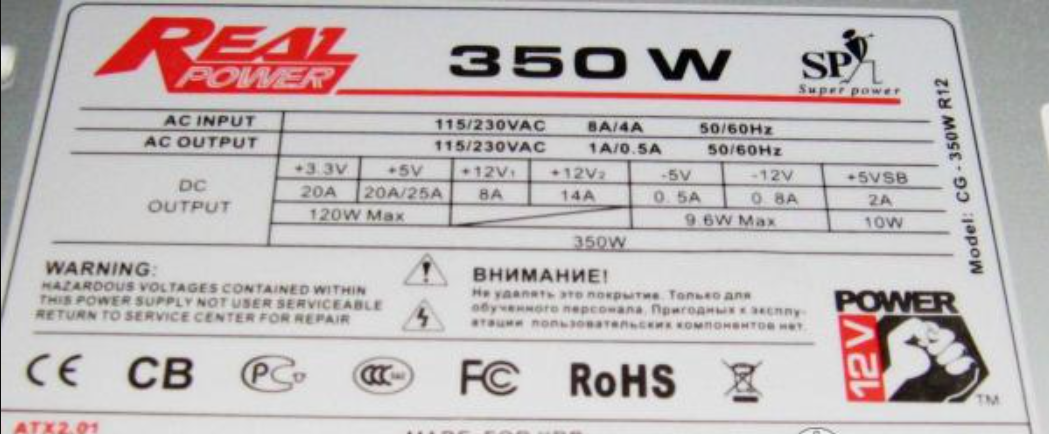 REAL POWER
350 W
SP
Super power
AC INPUT 115/230VAC 8A/4A 50/60Hz
AC OUTPUT 115/230VAC 1A/0.5A 50/60Hz
DC OUTPUT
+3.3V +5V +12V1 +12V2 -5V -12V +5VSB
20A 20A/25A 8A 14A 0.5A 0.8A 2A
120W Max 9.6W Max 10W
350W
Model: CG-350W R12
WARNING:
HAZARDOUS VOLTAGES CONTAINED WITHIN
THIS POWER SUPPLY NOT USER SERVICEABLE
RETURN TO SERVICE CENTER FOR REPAIR
ВНИМАНИЕ!
Не удалять это покрытие. Только для
обученного персонала. Пригодных к эксплу-
атации пользовательских компонентов нет.
POWER
12V
TM
CE CB PC CCC FC RoHS
ATX2.01